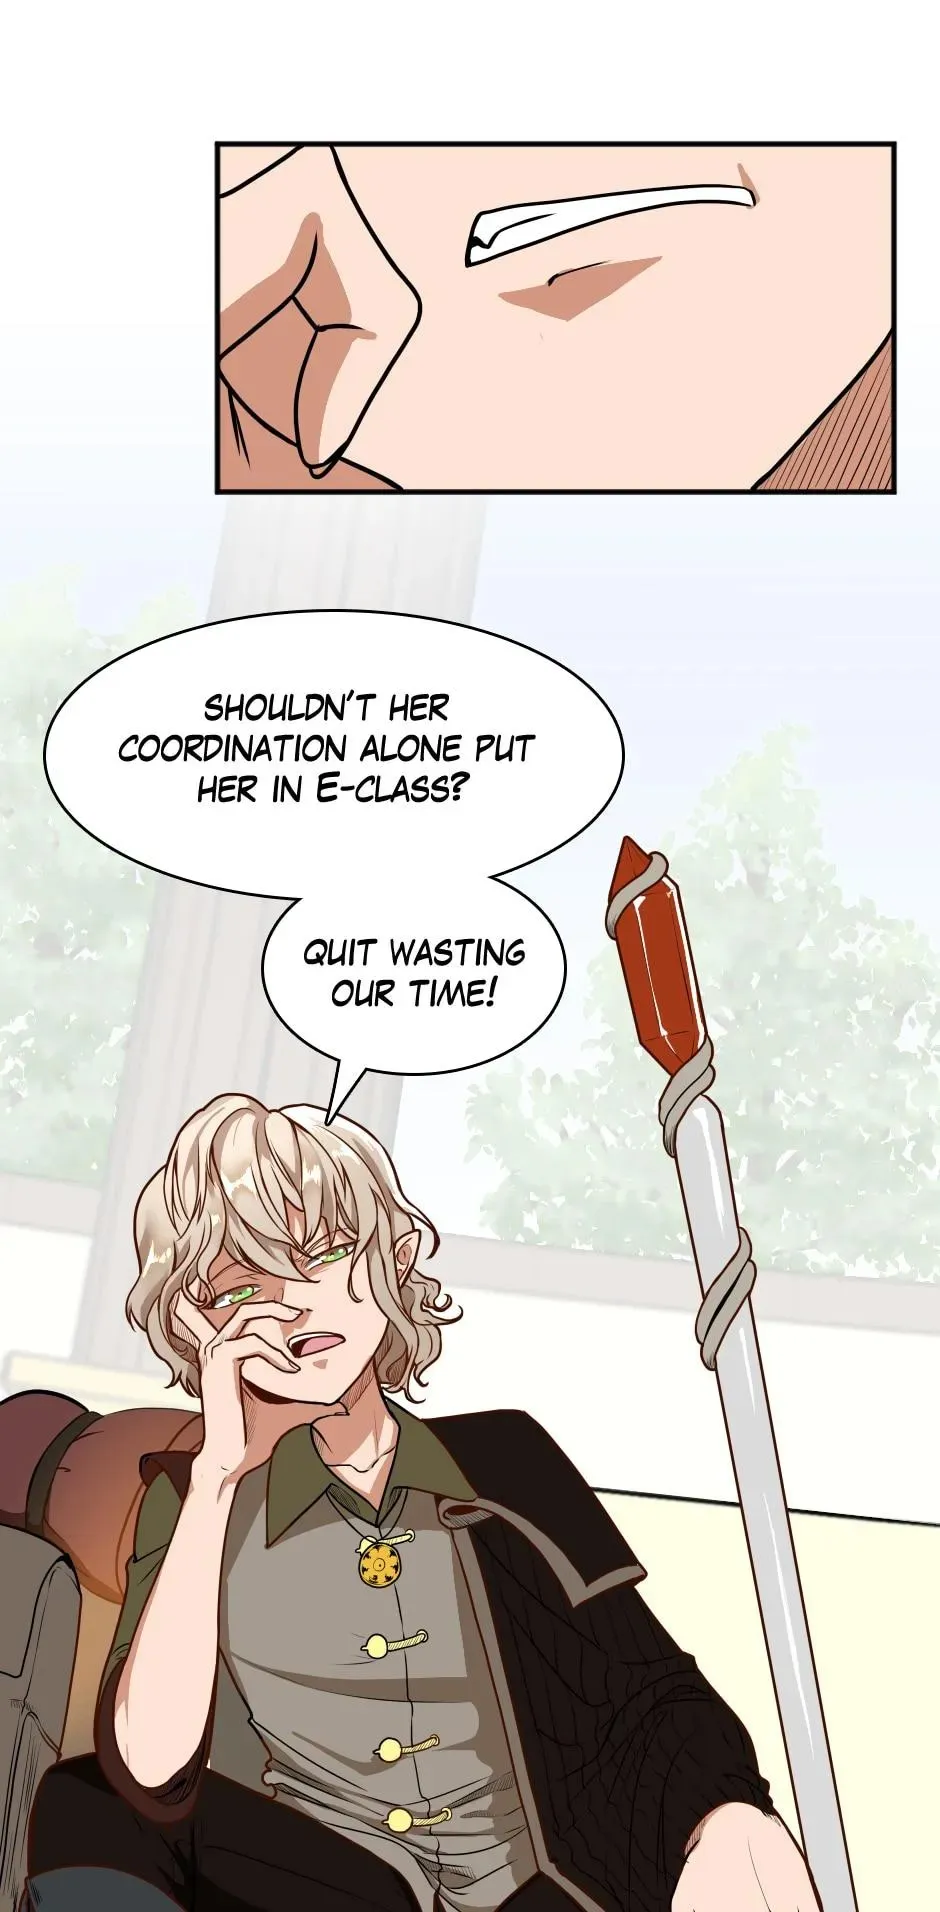 SHOULDN'T HER
COORDINATION ALONE PUT
HER IN E-CLASS?
QUIT WASTING
OUR TIME!